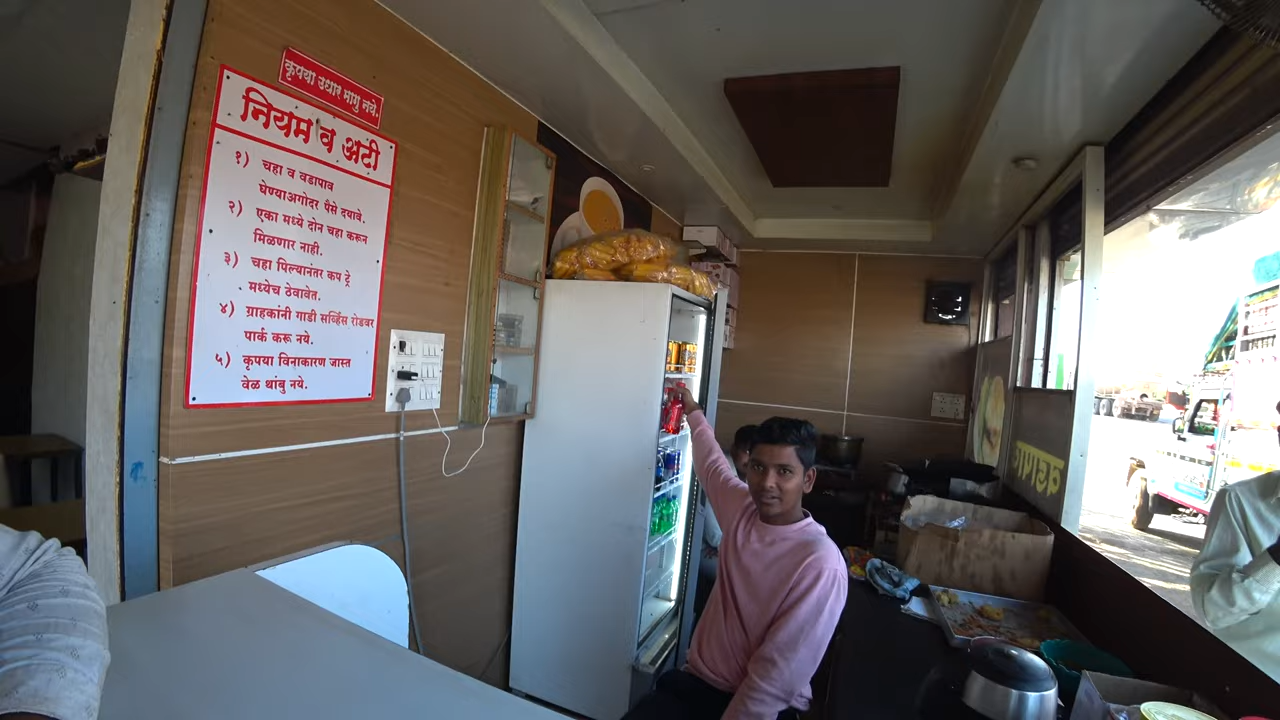 कृपया उधार मागु नये.
नियम व अटी
१) चहा व वडापाव
घेण्याअगोदर पैसे दयावे.
२) एका मध्ये दोन चहा करून
मिळणार नाही.
३) चहा पिल्यानंतर कप ट्रे
मध्येच ठेवावेत.
४) ग्राहकांनी गाडी सर्व्हिस रोडवर
पार्क करू नये.
५) कृपया विनाकारण जास्त
वेळ थांबु नये.